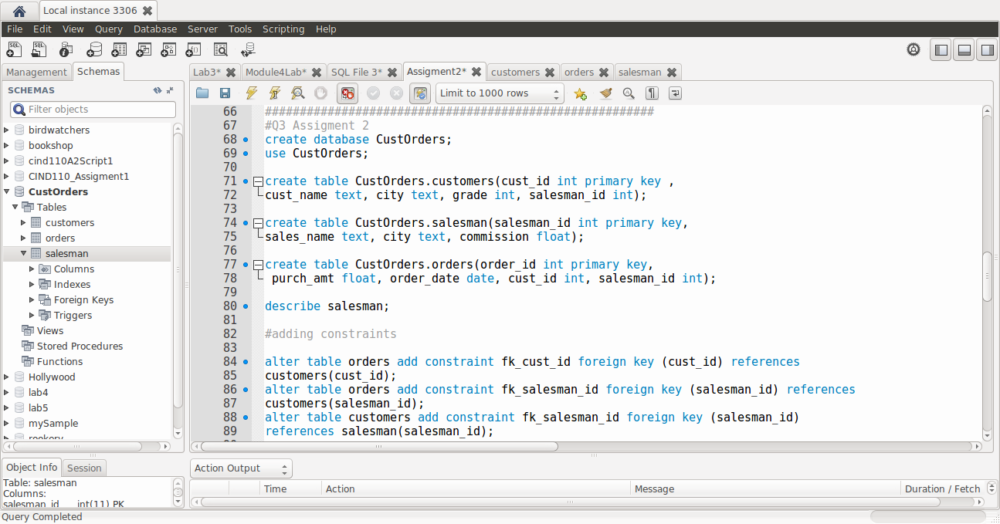 Local instance 3306
File Edit View Query Database Server Tools Scripting Help
Management Schemas
Lab3* Module4Lab* SQL File 3* Assigment2* customers orders salesman
SCHEMAS
Filter objects
Limit to 1000 rows
birdwatchers
bookshop
cind110A2Script1
CIND110_Assigment1
CustOrders
Tables
customers
orders
salesman
Columns
Indexes
Foreign Keys
Triggers
Views
Stored Procedures
Functions
Hollywood
lab4
lab5
mySample
rookery
66 ########################################################
67 #Q3 Assigment 2
68 create database CustOrders;
69 use CustOrders;
70
71 create table CustOrders.customers(cust_id int primary key ,
72 cust_name text, city text, grade int, salesman_id int);
73
74 create table CustOrders.salesman(salesman_id int primary key,
75 sales_name text, city text, commission float);
76
77 create table CustOrders.orders(order_id int primary key,
78 purch_amt float, order_date date, cust_id int, salesman_id int);
79
80 describe salesman;
81
82 #adding constraints
83
84 alter table orders add constraint fk_cust_id foreign key (cust_id) references
85 customers(cust_id);
86 alter table orders add constraint fk_salesman_id foreign key (salesman_id) references
87 customers(salesman_id);
88 alter table customers add constraint fk_salesman_id foreign key (salesman_id)
89 references salesman(salesman_id);
Object Info Session
Table: salesman
Columns:
salesman_id int(11) PK
Action Output
Time Action Message Duration / Fetch
Query Completed